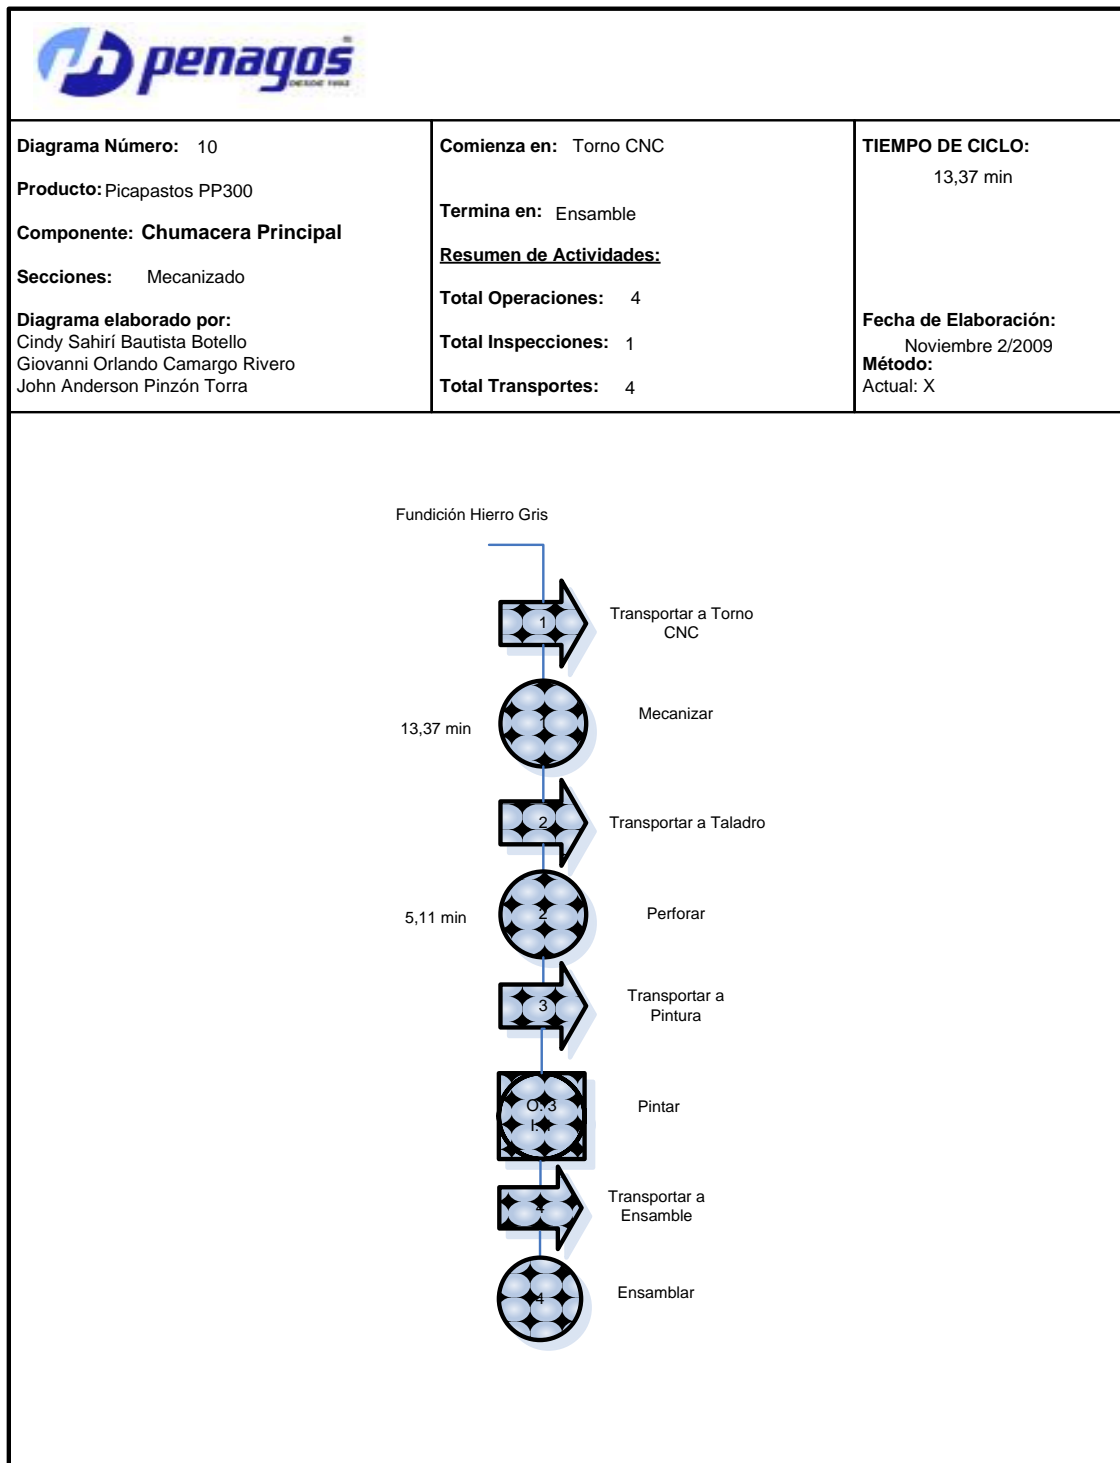 penagos
DESDE 1892
Diagrama Número: 10
Producto: Picapastos PP300
Componente: Chumacera Principal
Secciones: Mecanizado
Diagrama elaborado por:
Cindy Sahirí Bautista Botello
Giovanni Orlando Camargo Rivero
John Anderson Pinzón Torra
Comienza en: Torno CNC
Termina en: Ensamble
Resumen de Actividades:
Total Operaciones: 4
Total Inspecciones: 1
Total Transportes: 4
TIEMPO DE CICLO:
13,37 min
Fecha de Elaboración:
Noviembre 2/2009
Método:
Actual: X
Fundición Hierro Gris
1
Transportar a Torno
CNC
13,37 min
1
Mecanizar
2
Transportar a Taladro
5,11 min
2
Perforar
3
Transportar a
Pintura
O. 3
Pintar
4
Transportar a
Ensamble
4
Ensamblar